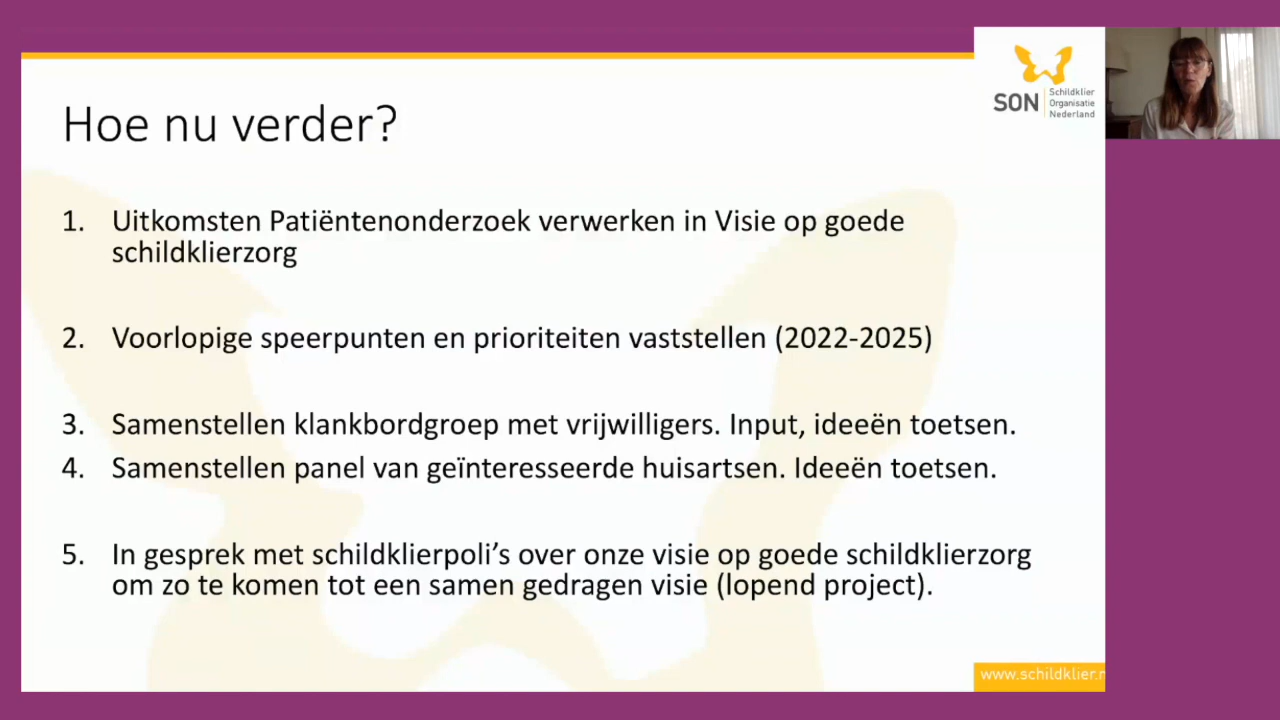 SON
Schildklier
Organisatie
Nederland
Hoe nu verder?
1. Uitkomsten Patiëntenonderzoek verwerken in Visie op goede
schildklierzorg
2. Voorlopige speerpunten en prioriteiten vaststellen (2022-2025)
3. Samenstellen klankbordgroep met vrijwilligers. Input, ideeën toetsen.
4. Samenstellen panel van geïnteresseerde huisartsen. Ideeën toetsen.
5. In gesprek met schildklierpoli's over onze visie op goede schildklierzorg
om zo te komen tot een samen gedragen visie (lopend project).
www.schildklier.n